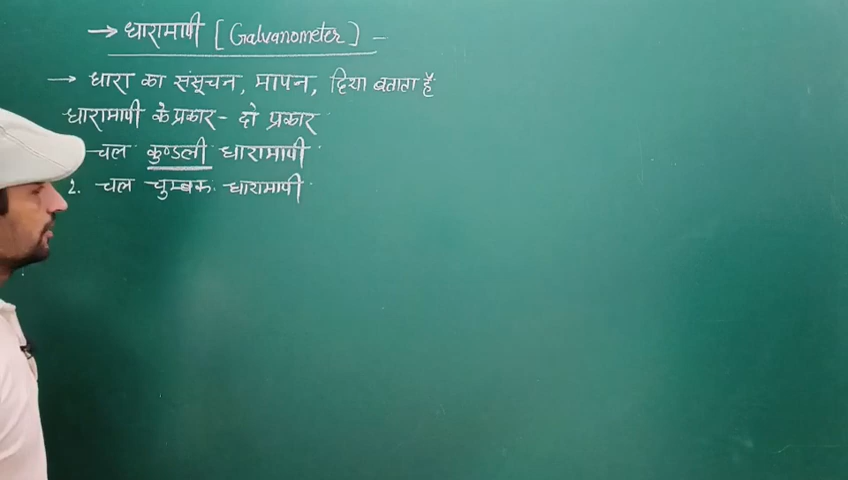 → धारामापी [Galvanometer] -
→ धारा का संसूचन, मापन, दिशा बताता है
धारामापी के प्रकार - दो प्रकार
चल कुण्डली धारामापी
2. चल चुम्बक धारामापी